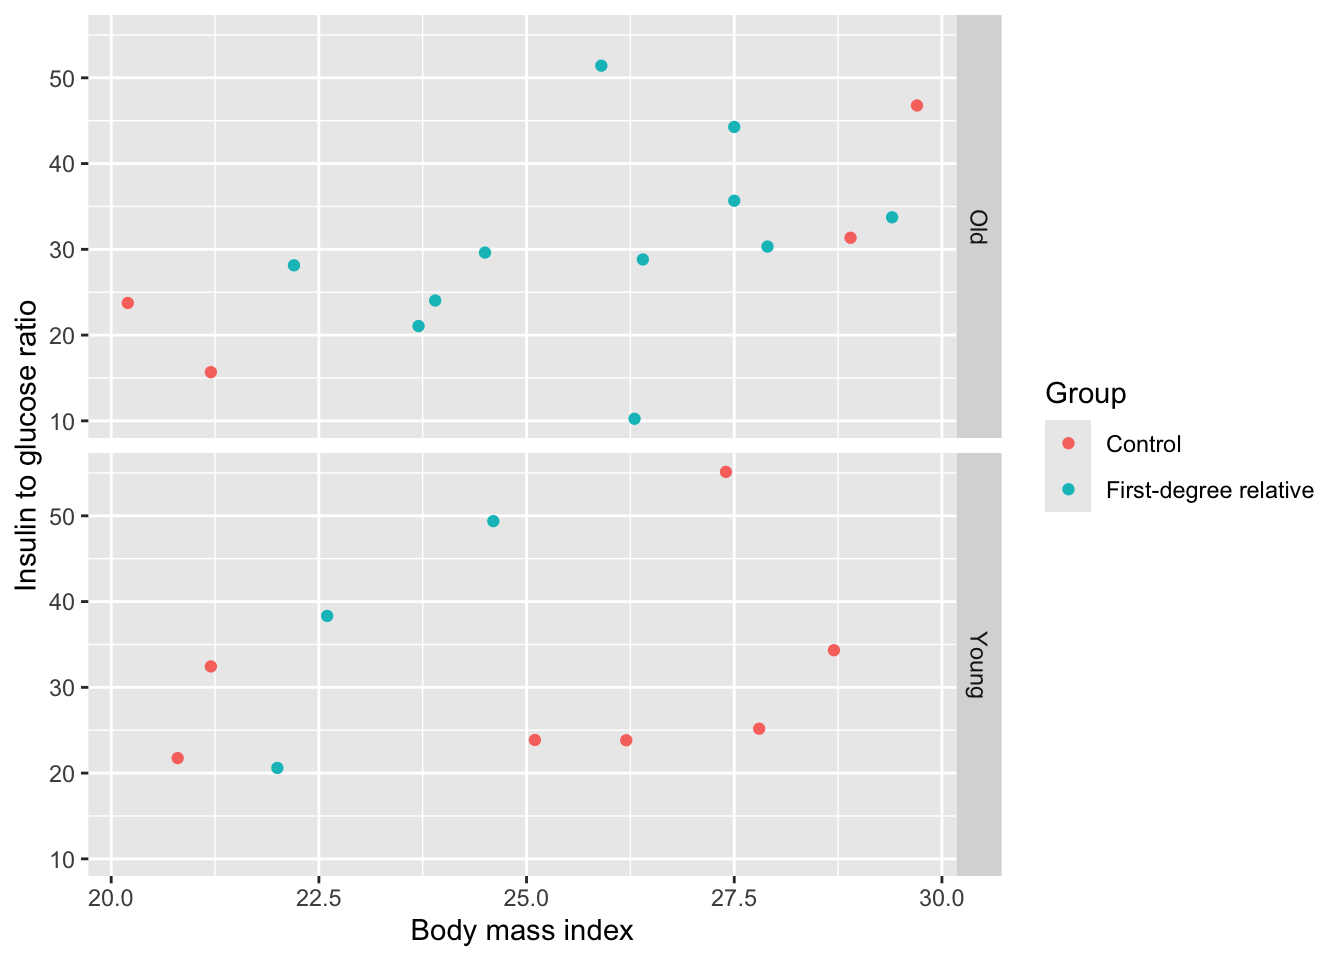 Insulin to glucose ratio
50
40
30
20
10
Old
50
40
30
20
10
Young
20.0 22.5 25.0 27.5 30.0
Body mass index
Group
Control
First-degree relative